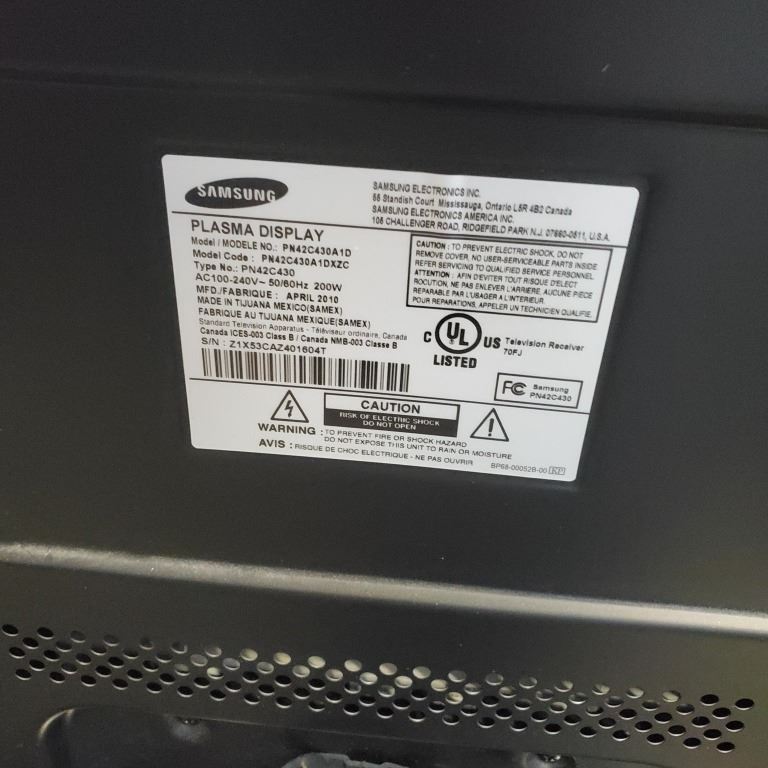 SAMSUNG
SAMSUNG ELECTRONICS INC.
55 Standish Court Mississauga, Ontario L5R 4B2 Canada
SAMSUNG ELECTRONICS AMERICA INC.
105 CHALLENGER ROAD, RIDGEFIELD PARK N.J. 07660-0511, U.S.A.
PLASMA DISPLAY
Model / MODELE NO.: PN42C430A1D
Model Code : PN42C430A1DXZC
Type No.: PN42C430
AC100-240V~ 50/60Hz 200W
MFD./FABRIQUE : APRIL 2010
MADE IN TIJUANA MEXICO(SAMEX)
FABRIQUE AU TIJUANA MEXIQUE(SAMEX)
Standard Television Apparatus - Téléviseur ordinaire, Canada
Canada ICES-003 Class B / Canada NMB-003 Classe B
S/N : Z1X53CAZ401604T
CAUTION : TO PREVENT ELECTRIC SHOCK, DO NOT
REMOVE COVER, NO USER-SERVICEABLE PARTS INSIDE
REFER SERVICING TO QUALIFIED SERVICE PERSONNEL
ATTENTION : AFIN D'EVITER TOUT RISQUE D'ELECT
ROCUTION, NE PAS ENLEVER L'ARRIERE, AUCUNE PIECE
REPARABLE PAR L'USAGER A L'INTERIEUR.
POUR REPARATIONS, APPELER UN TECHNICIEN QUALIFIE.
C UL US
LISTED
Television Receiver
70FJ
FC Samsung
PN42C430
CAUTION
RISK OF ELECTRIC SHOCK
DO NOT OPEN
WARNING : TO PREVENT FIRE OR SHOCK HAZARD
DO NOT EXPOSE THIS UNIT TO RAIN OR MOISTURE
AVIS : RISQUE DE CHOC ELECTRIQUE - NE PAS OUVRIR
BP68-00052B-00 KP